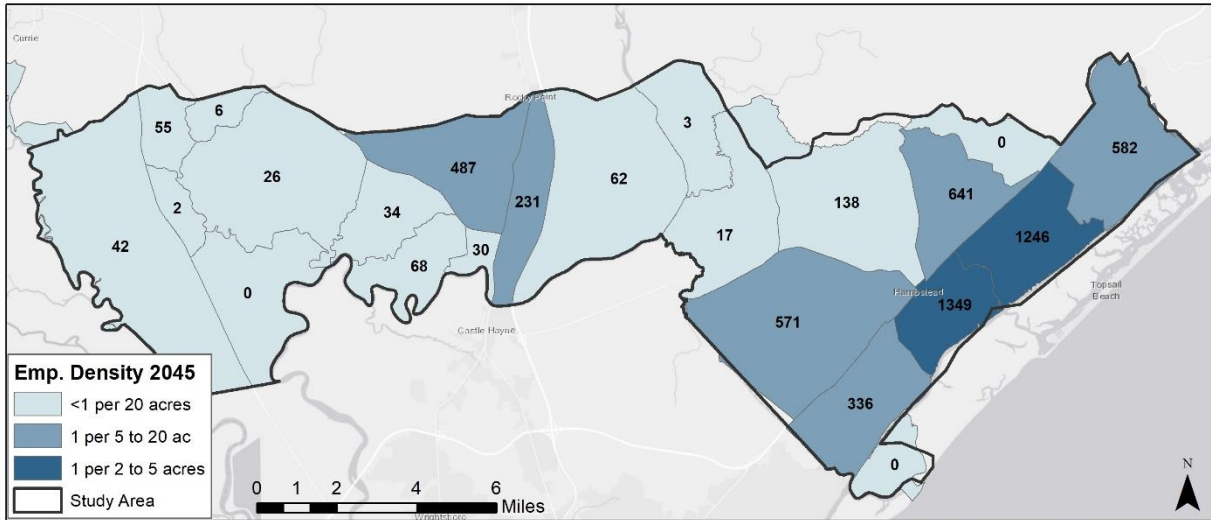 Currie
Rocky Point
6
55
3
0
582
487
26
231
62
641
138
2
34
17
1246
42
30
68
0
Hampstead
Topsail
Beach
1349
571
Castle Hayne
336
0
Emp. Density 2045
<1 per 20 acres
1 per 5 to 20 ac
1 per 2 to 5 acres
Study Area
0 1 2 4 6
Miles
Wrightsboro
N